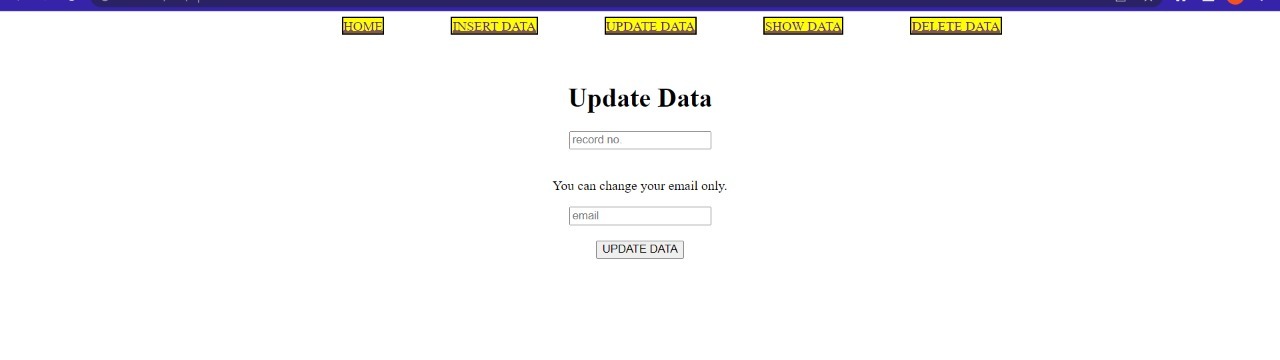 HOME INSERT DATA UPDATE DATA SHOW DATA DELETE DATA
Update Data
record no.
You can change your email only.
email
UPDATE DATA